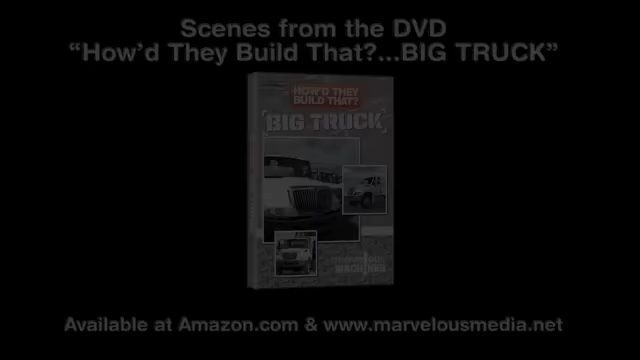 Scenes from the DVD
“How’d They Build That?...BIG TRUCK”
HOW'D THEY
BUILD THAT?
BIG TRUCK
MACHINES
Available at Amazon.com & www.marvelousmedia.net